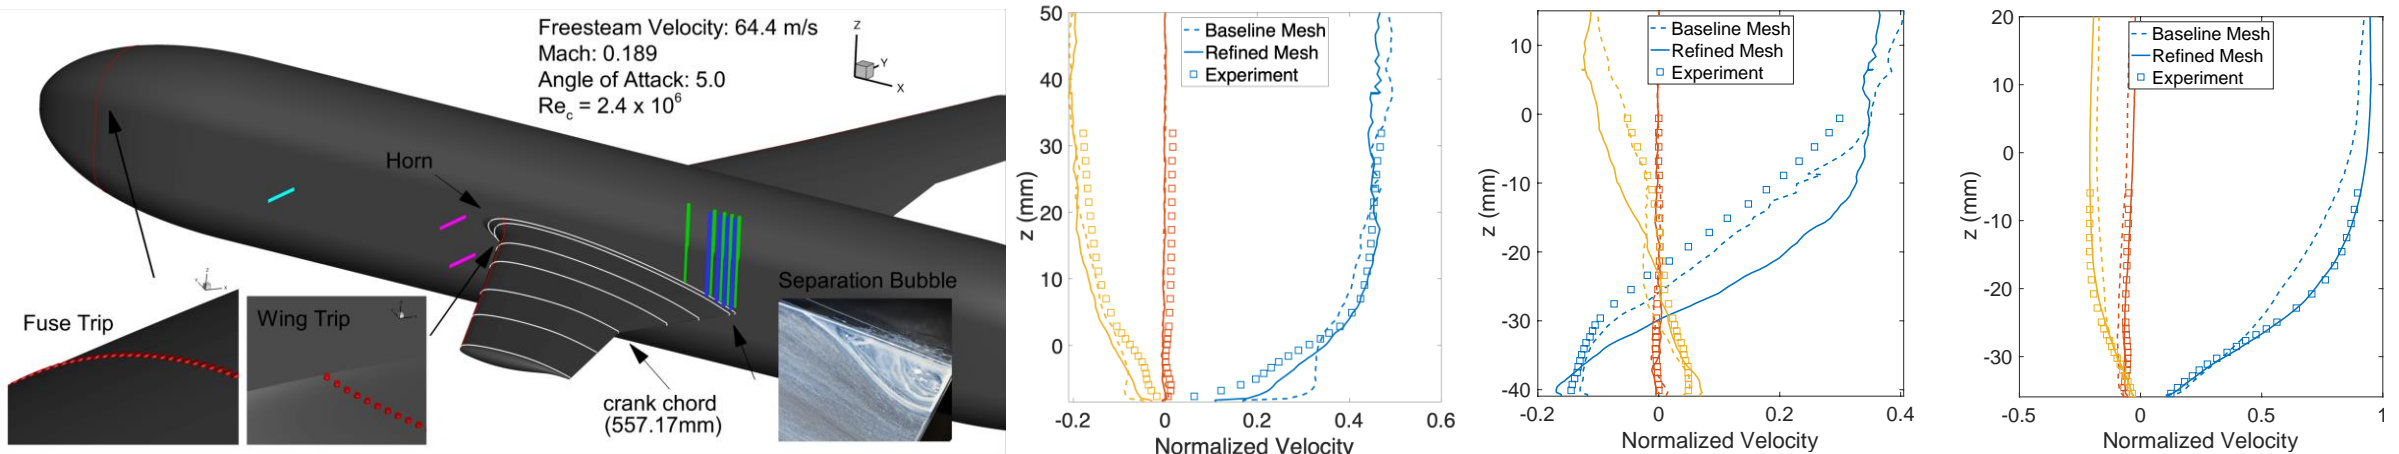 Freesteam Velocity: 64.4 m/s
Mach: 0.189
Angle of Attack: 5.0
Re_c = 2.4 x 10^6
Z
Y
X
Horn
Separation Bubble
Fuse Trip
Wing Trip
crank chord
(557.17mm)
50
40
30
20
10
0
z (mm)
Baseline Mesh
Refined Mesh
Experiment
-0.2
0
0.2
0.4
0.6
Normalized Velocity
10
0
-10
-20
-30
-40
z (mm)
Baseline Mesh
Refined Mesh
Experiment
-0.2
0
0.2
0.4
Normalized Velocity
20
10
0
-10
-20
-30
z (mm)
Baseline Mesh
Refined Mesh
Experiment
-0.5
0
0.5
1
Normalized Velocity